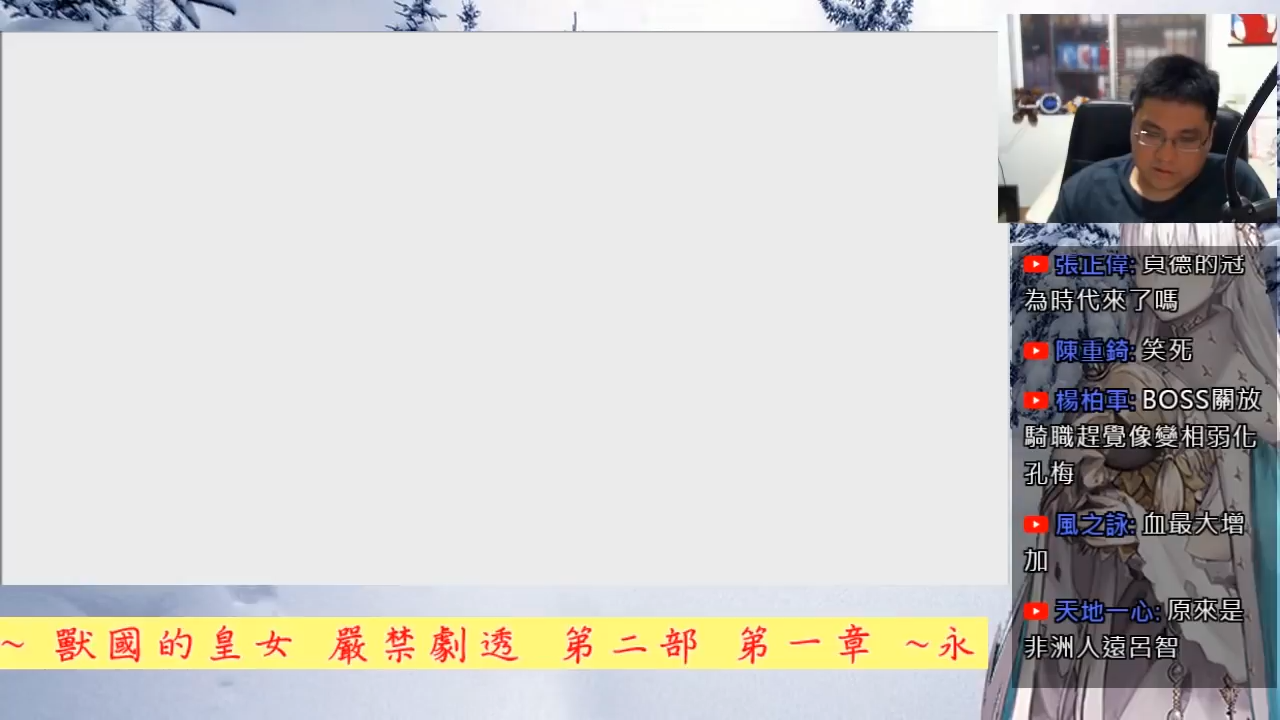 張正偉: 貞德的冠
為時代來了嗎
陳重錡: 笑死
楊柏軍: BOSS關放
騎職趕覺像變相弱化
孔梅
風之詠: 血最大增
加
天地一心: 原來是
非洲人遠呂智
~ 獸國的皇女 嚴禁劇透 第二部 第一章 ~永